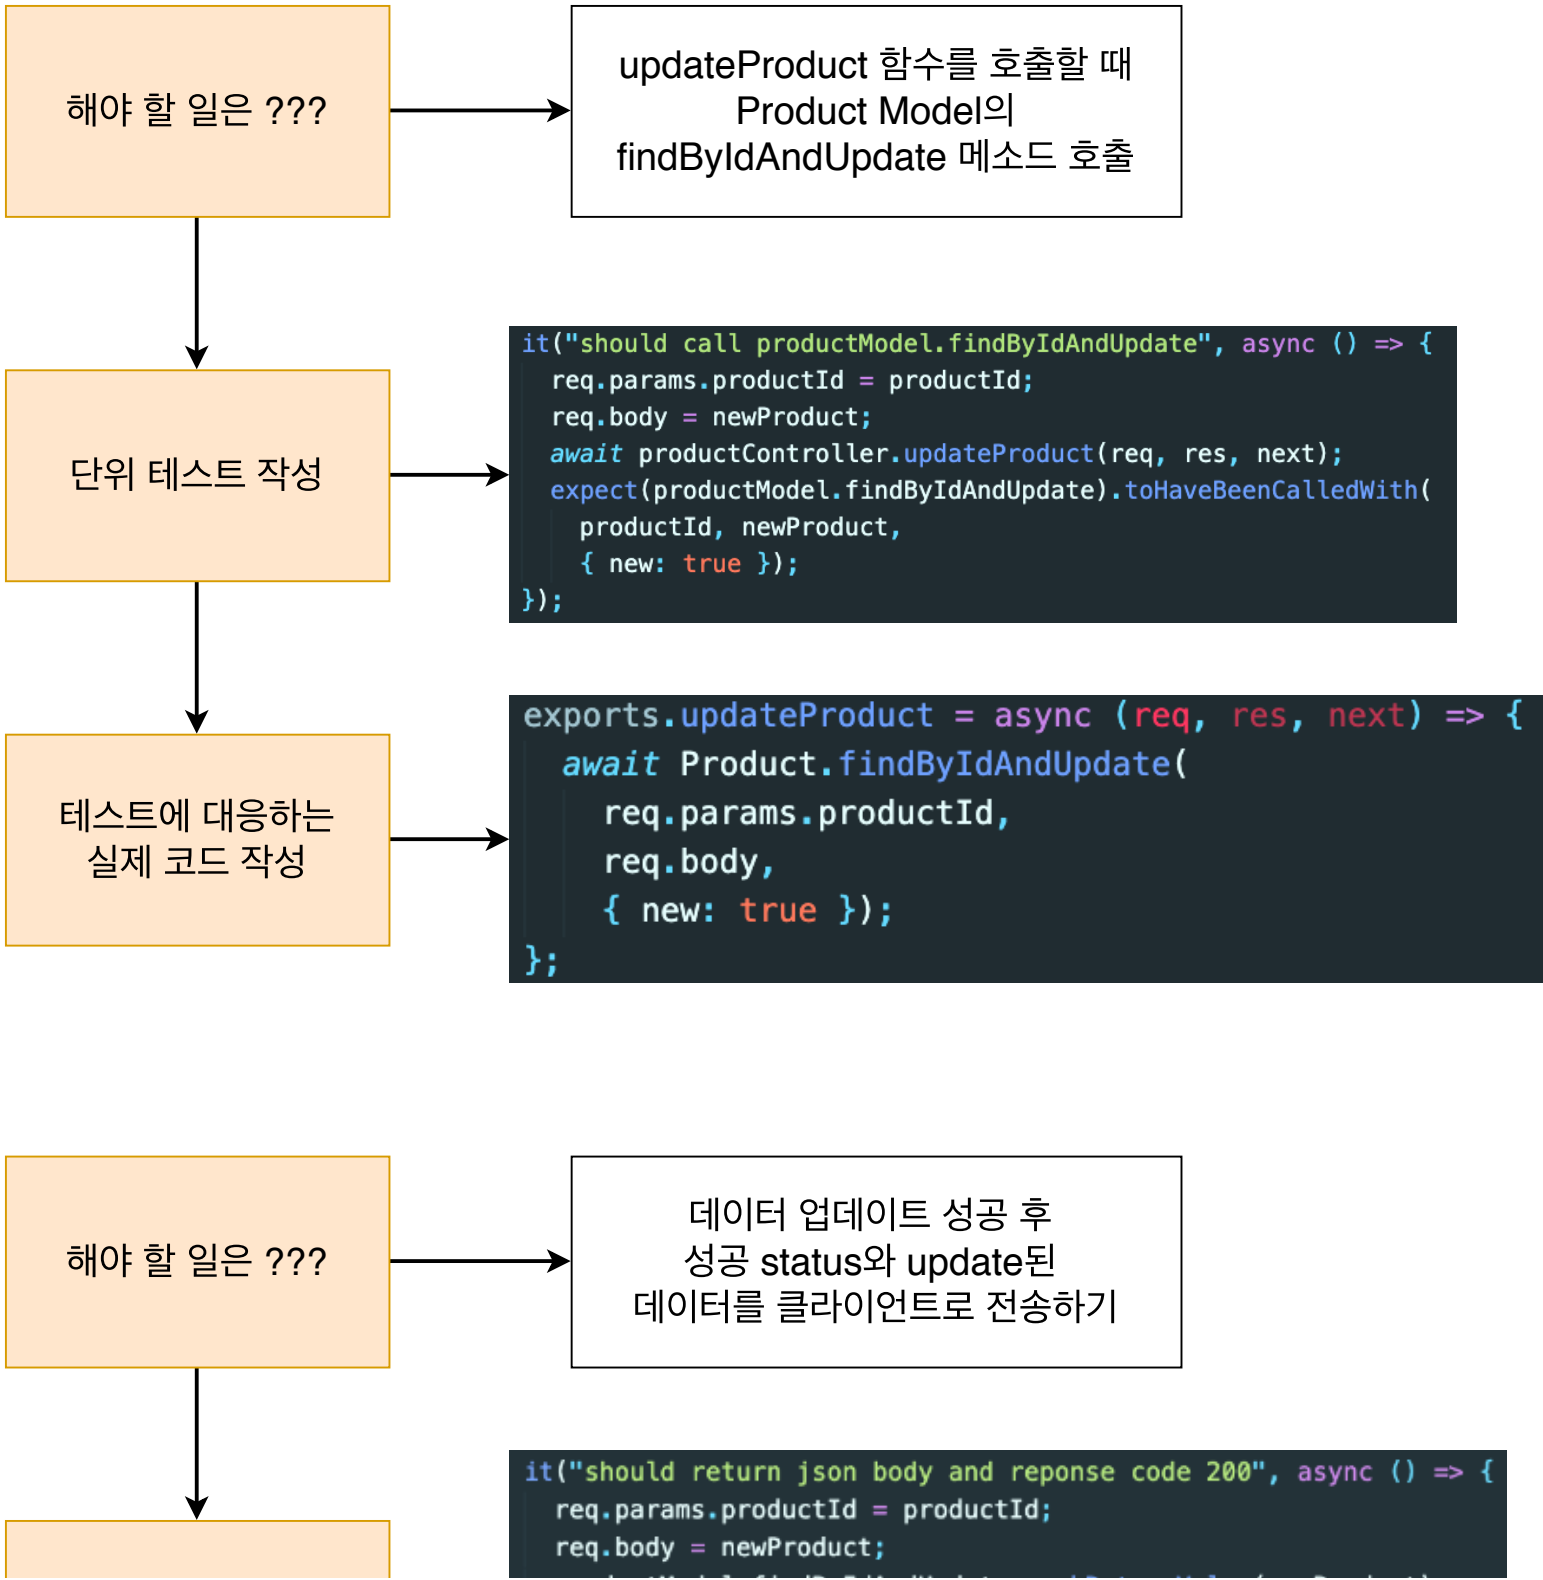 해야 할 일은 ???
updateProduct 함수를 호출할 때
Product Model의
findByIdAndUpdate 메소드 호출
단위 테스트 작성
it("should call productModel.findByIdAndUpdate", async () => {
req.params.productId = productId;
req.body = newProduct;
await productController.updateProduct(req, res, next);
expect(productModel.findByIdAndUpdate).toHaveBeenCalledWith(
productId, newProduct,
{ new: true });
});
테스트에 대응하는
실제 코드 작성
exports.updateProduct = async (req, res, next) => {
await Product.findByIdAndUpdate(
req.params.productId,
req.body,
{ new: true });
};
해야 할 일은 ???
데이터 업데이트 성공 후
성공 status와 update된
데이터를 클라이언트로 전송하기
it("should return json body and reponse code 200", async () => {
req.params.productId = productId;
req.body = newProduct;